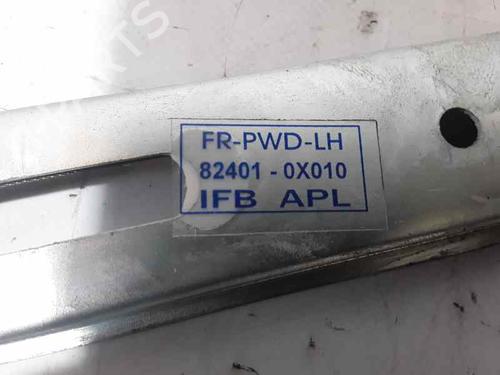 FR-PWD-LH
82401 - 0X010
IFB APL